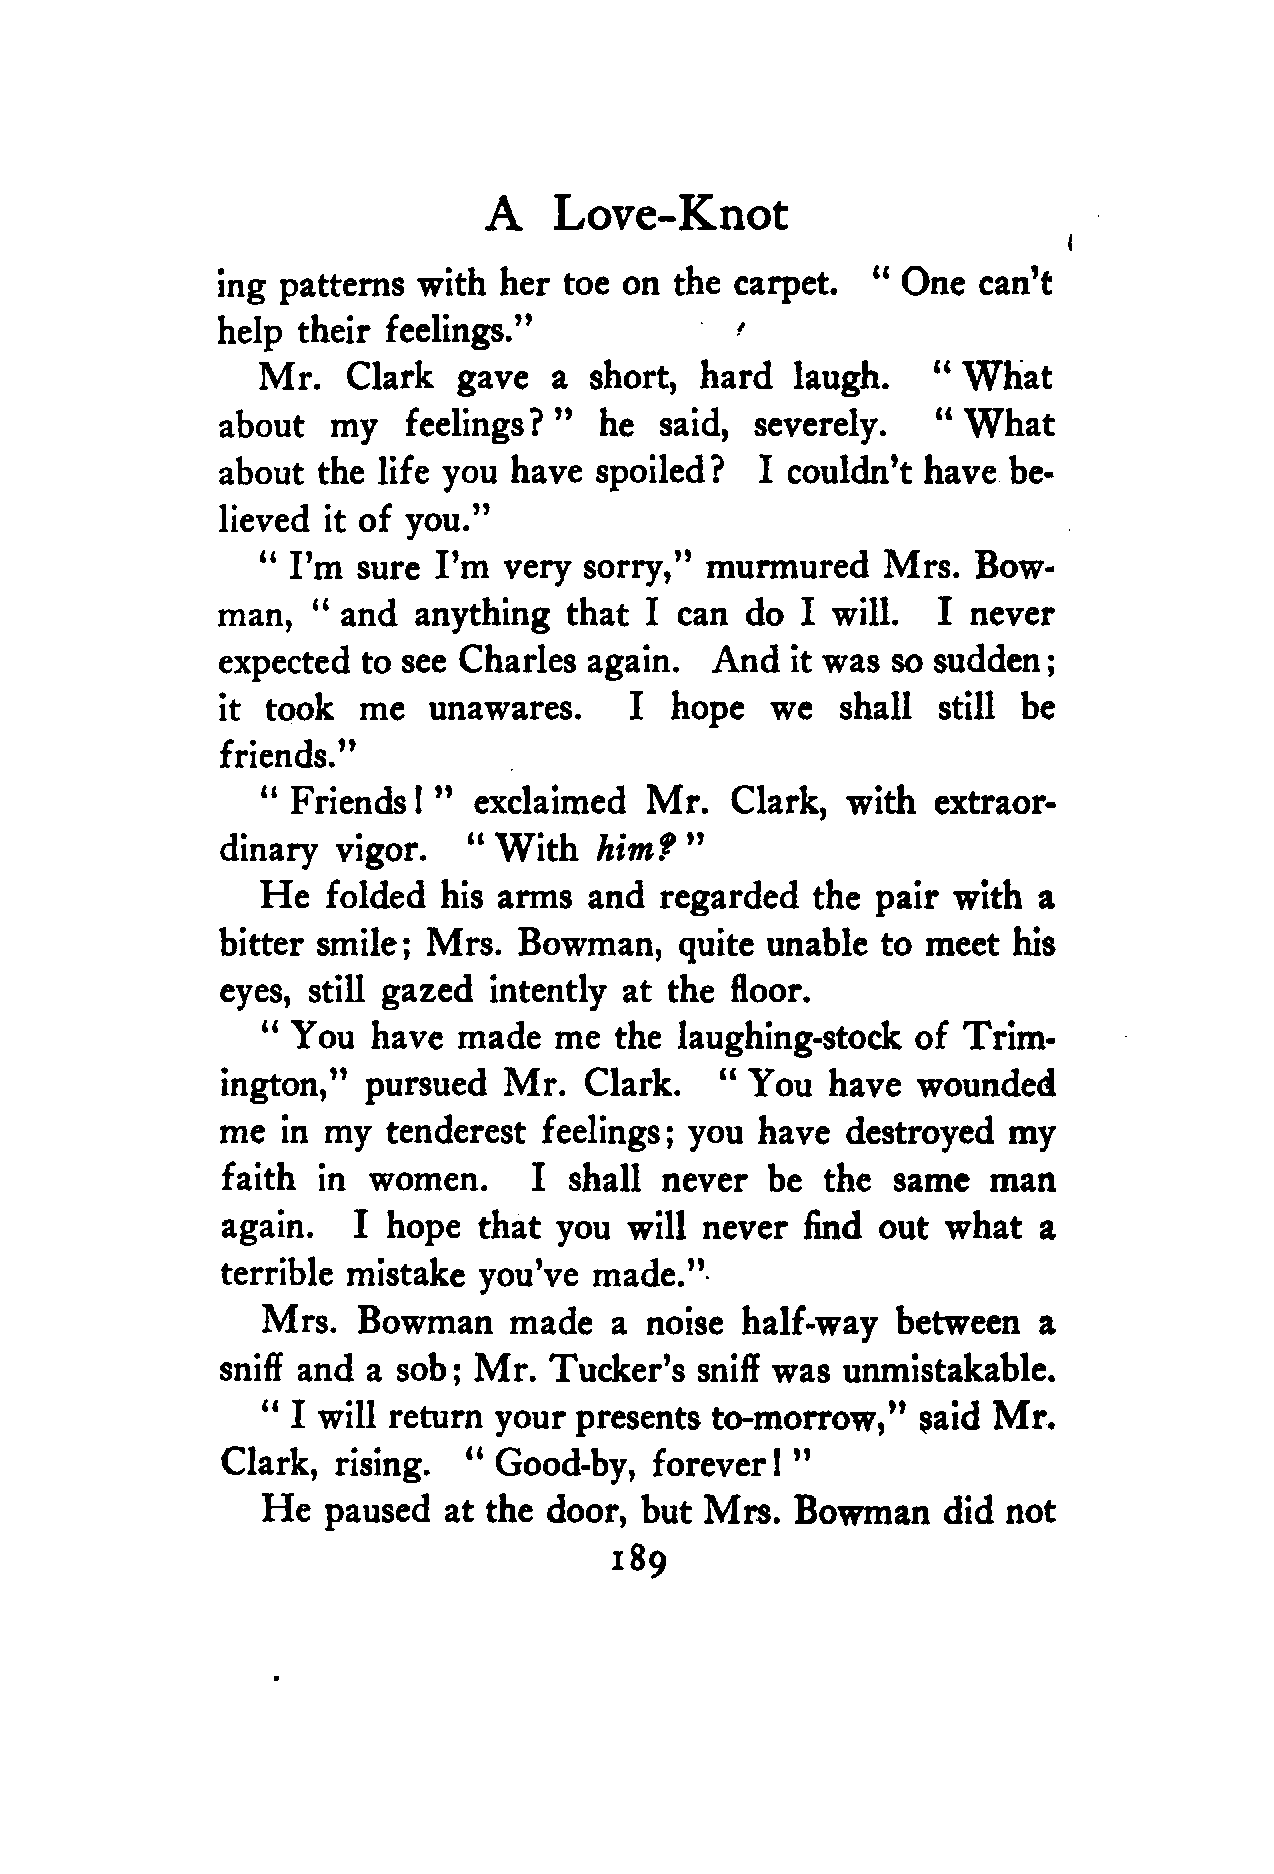 A Love-Knot
ing patterns with her toe on the carpet. " One can't
help their feelings."
Mr. Clark gave a short, hard laugh. " What
about my feelings? " he said, severely. " What
about the life you have spoiled? I couldn't have be-
lieved it of you."
" I'm sure I'm very sorry," murmured Mrs. Bow-
man, " and anything that I can do I will. I never
expected to see Charles again. And it was so sudden;
it took me unawares. I hope we shall still be
friends."
" Friends! " exclaimed Mr. Clark, with extraor-
dinary vigor. " With him? "
He folded his arms and regarded the pair with a
bitter smile; Mrs. Bowman, quite unable to meet his
eyes, still gazed intently at the floor.
" You have made me the laughing-stock of Trim-
ington," pursued Mr. Clark. " You have wounded
me in my tenderest feelings; you have destroyed my
faith in women. I shall never be the same man
again. I hope that you will never find out what a
terrible mistake you've made."
Mrs. Bowman made a noise half-way between a
sniff and a sob; Mr. Tucker's sniff was unmistakable.
" I will return your presents to-morrow," said Mr.
Clark, rising. " Good-by, forever! "
He paused at the door, but Mrs. Bowman did not
189